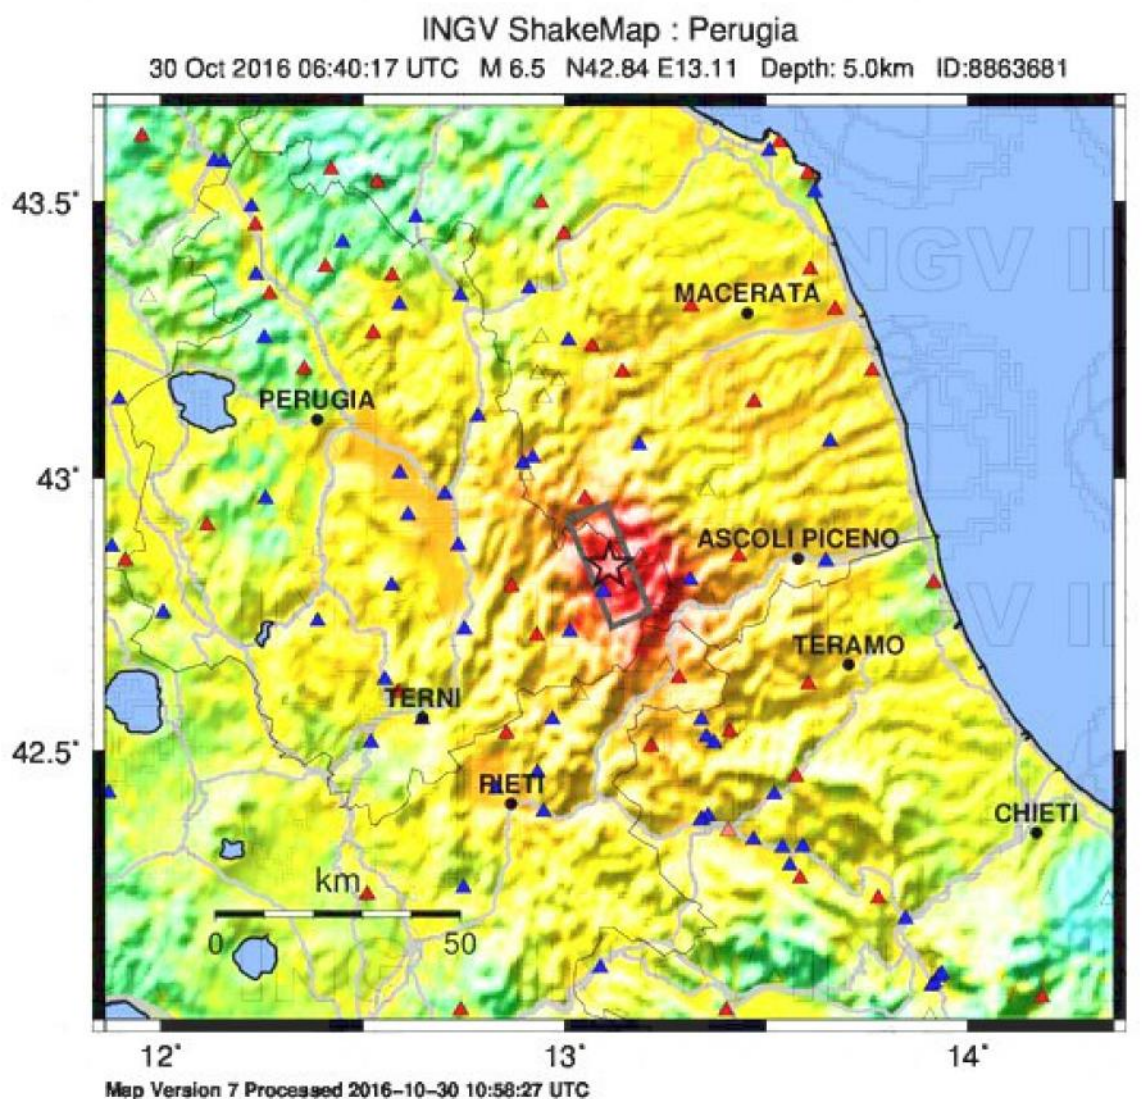 INGV ShakeMap : Perugia
30 Oct 2016 06:40:17 UTC M 6.5 N42.84 E13.11 Depth: 5.0km ID:8863681
43.5°
INGV II
MACERATA
PERUGIA
43°
ASCOLI PICENO
TERAMO
TERNI
42.5°
RIETI
CHIETI
km
0 50
12° 13° 14°
Map Version 7 Processed 2016-10-30 10:58:27 UTC